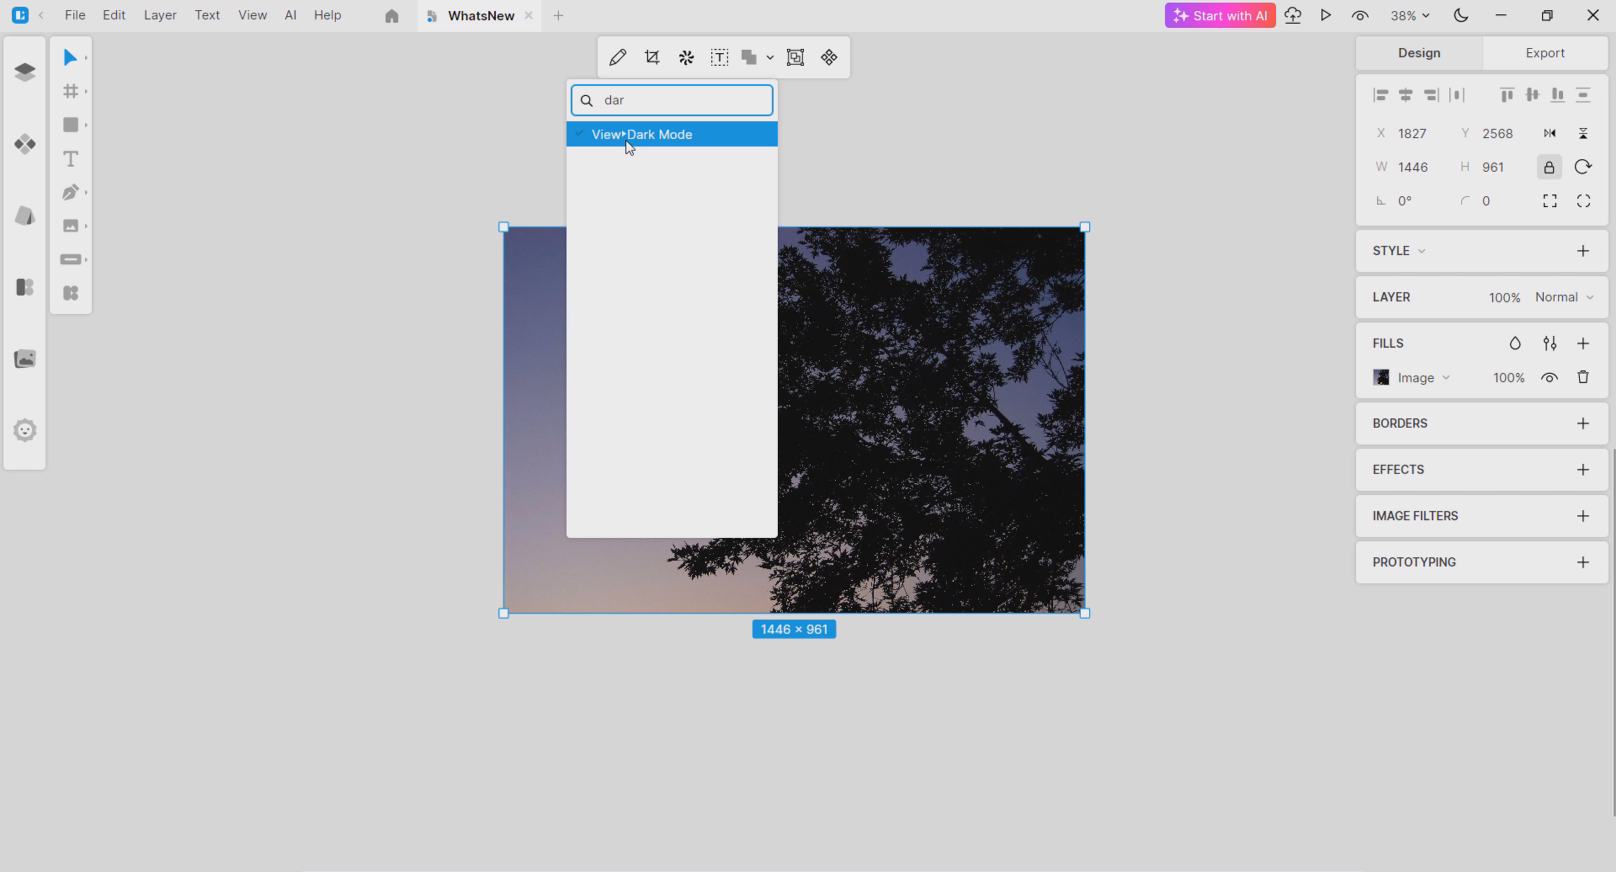 File Edit Layer Text View AI Help
WhatsNew
Start with AI
38%
dar
View Dark Mode
1446 × 961
Design Export
X 1827 Y 2568
W 1446 H 961
0° 0
STYLE
LAYER 100% Normal
FILLS
Image 100%
BORDERS
EFFECTS
IMAGE FILTERS
PROTOTYPING